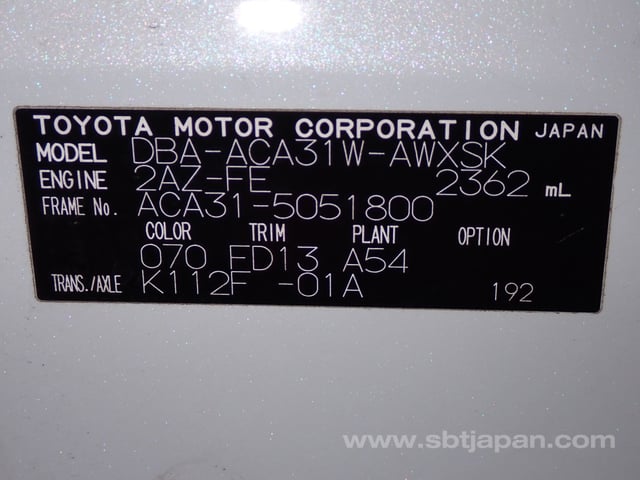 TOYOTA MOTOR CORPORATION JAPAN
MODEL DBA-ACA31W-AWXSK
ENGINE 2AZ-FE 2362 mL
FRAME No. ACA31-5051800
COLOR TRIM PLANT OPTION
070 FD13 A54
TRANS./AXLE K112F -01A 192
www.sbtjapan.com